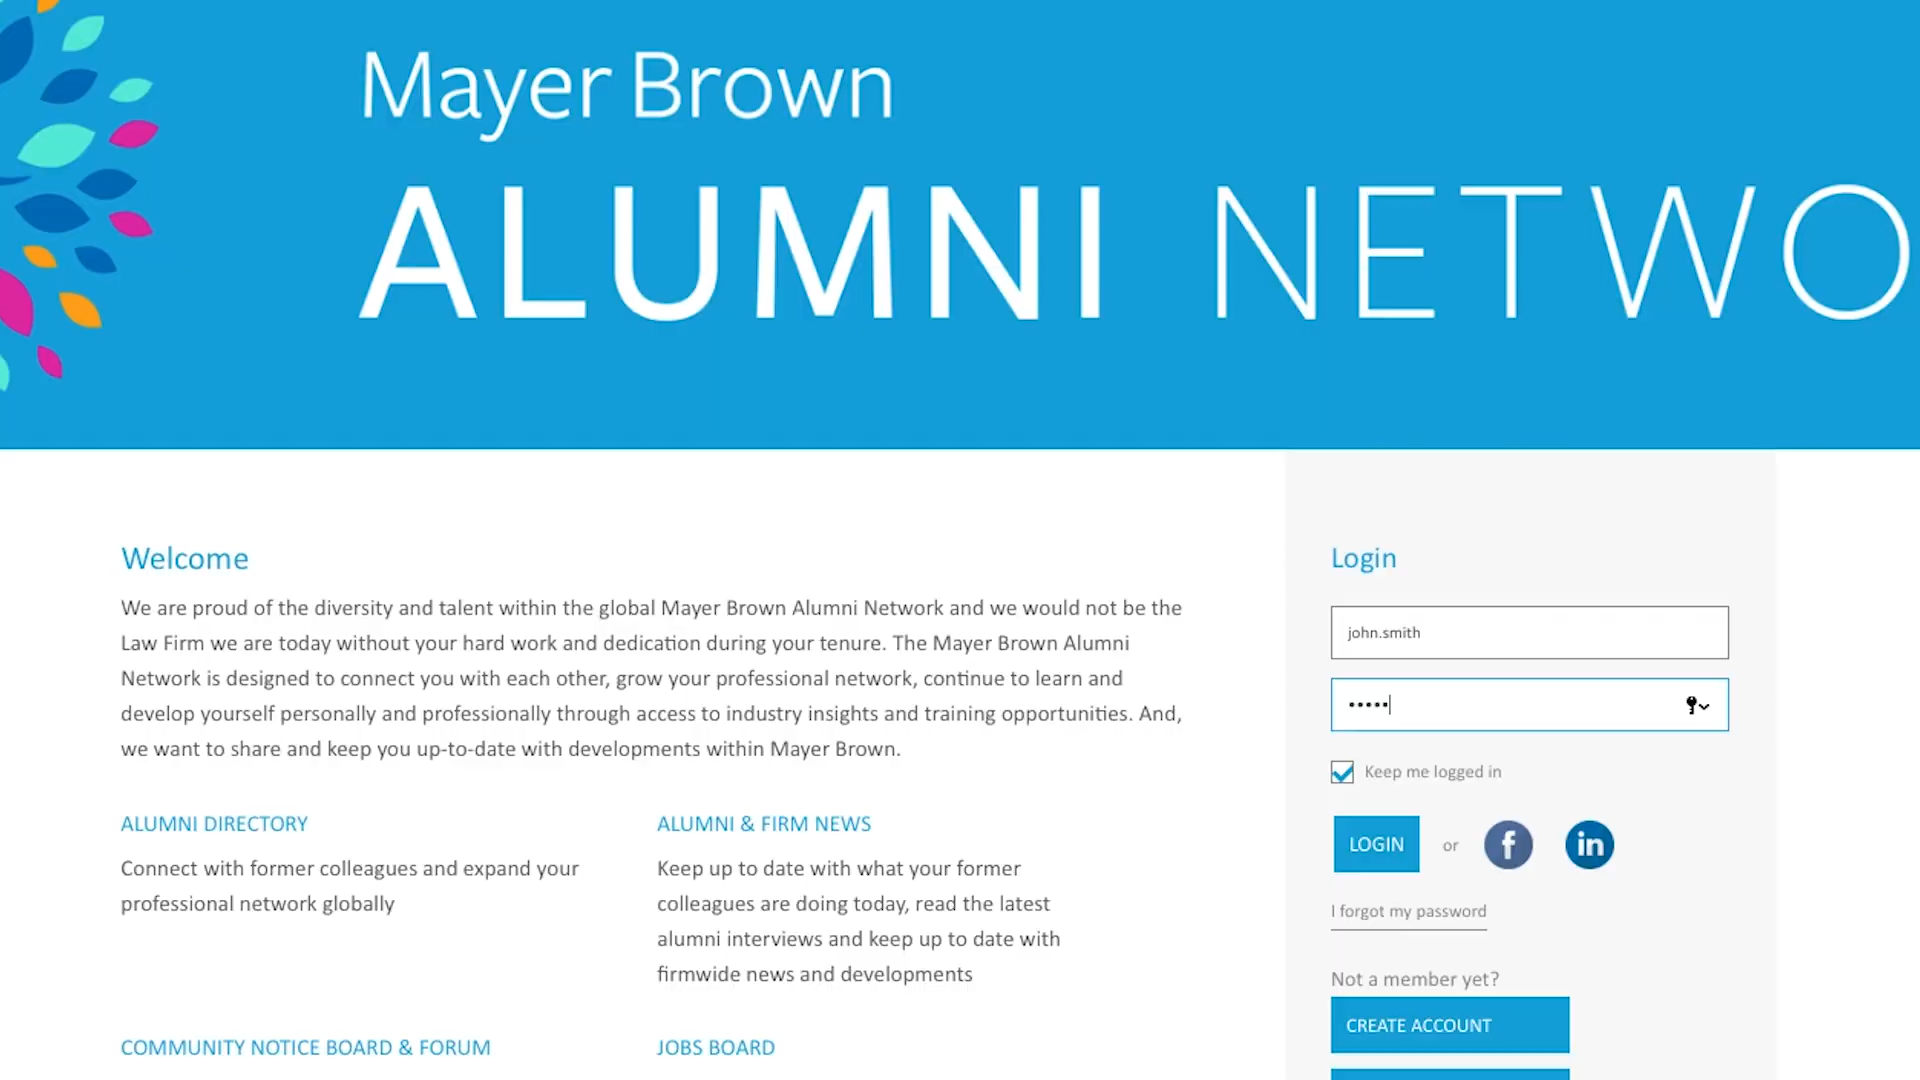 Mayer Brown
ALUMNI NETWO
Welcome
We are proud of the diversity and talent within the global Mayer Brown Alumni Network and we would not be the
Law Firm we are today without your hard work and dedication during your tenure. The Mayer Brown Alumni
Network is designed to connect you with each other, grow your professional network, continue to learn and
develop yourself personally and professionally through access to industry insights and training opportunities. And,
we want to share and keep you up-to-date with developments within Mayer Brown.
ALUMNI DIRECTORY
Connect with former colleagues and expand your
professional network globally
ALUMNI & FIRM NEWS
Keep up to date with what your former
colleagues are doing today, read the latest
alumni interviews and keep up to date with
firmwide news and developments
COMMUNITY NOTICE BOARD & FORUM
JOBS BOARD
Login
john.smith
•••••
Keep me logged in
LOGIN or f in
I forgot my password
Not a member yet?
CREATE ACCOUNT